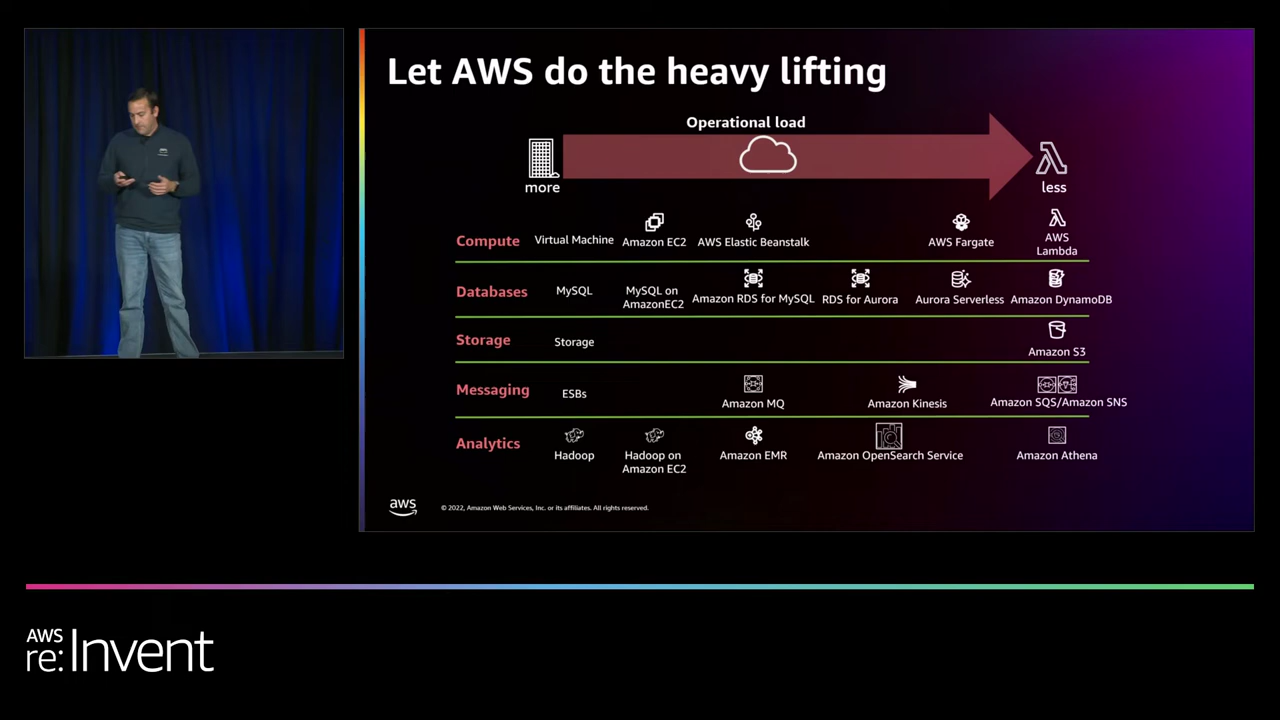 Let AWS do the heavy lifting
Operational load
more
less
Compute
Virtual Machine
Amazon EC2
AWS Elastic Beanstalk
AWS Fargate
AWS
Lambda
Databases
MySQL
MySQL on
AmazonEC2
Amazon RDS for MySQL
RDS for Aurora
Aurora Serverless
Amazon DynamoDB
Storage
Storage
Amazon S3
Messaging
ESBs
Amazon MQ
Amazon Kinesis
Amazon SQS/Amazon SNS
Analytics
Hadoop
Hadoop on
Amazon EC2
Amazon EMR
Amazon OpenSearch Service
Amazon Athena
aws
© 2022, Amazon Web Services, Inc. or its affiliates. All rights reserved.
AWS
re:Invent